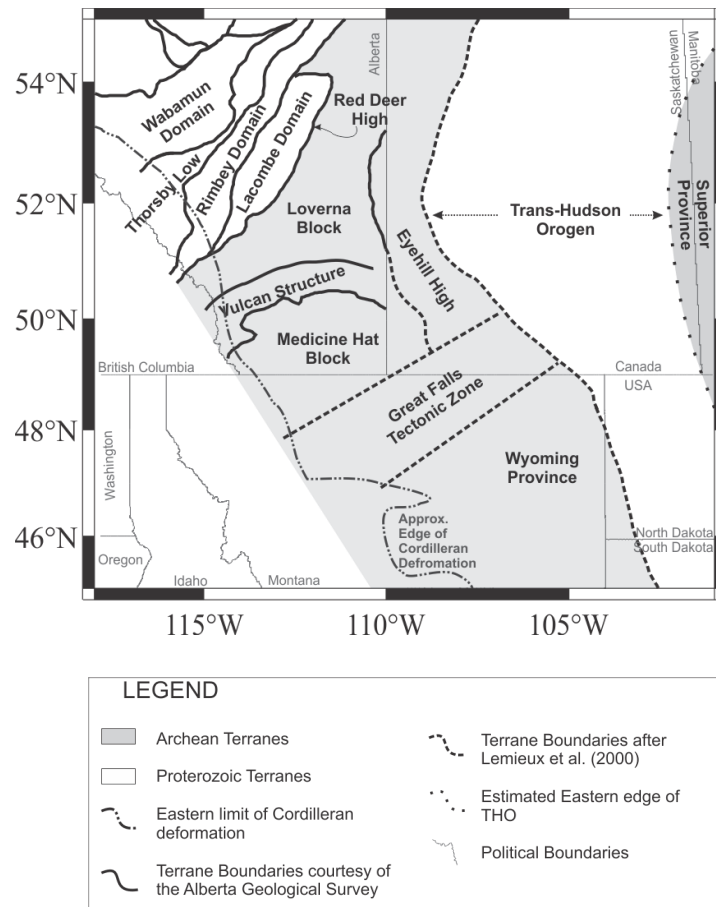 54°N
52°N
50°N
48°N
46°N
115°W
110°W
105°W
Alberta
Saskatchewan
Manitoba
Wabamun
Domain
Thorsby Low
Rimbey Domain
Lacombe Domain
Red Deer
High
Loverna
Block
Eyehill High
Trans-Hudson
Orogen
Superior
Province
Vulcan Structure
Medicine Hat
Block
British Columbia
Canada
USA
Great Falls
Tectonic Zone
Wyoming
Province
Washington
Oregon
Idaho
Montana
Approx.
Edge of
Cordilleran
Defromation
North Dakota
South Dakota
LEGEND
Archean Terranes
Proterozoic Terranes
Eastern limit of Cordilleran
deformation
Terrane Boundaries courtesy of
the Alberta Geological Survey
Terrane Boundaries after
Lemieux et al. (2000)
Estimated Eastern edge of
THO
Political Boundaries